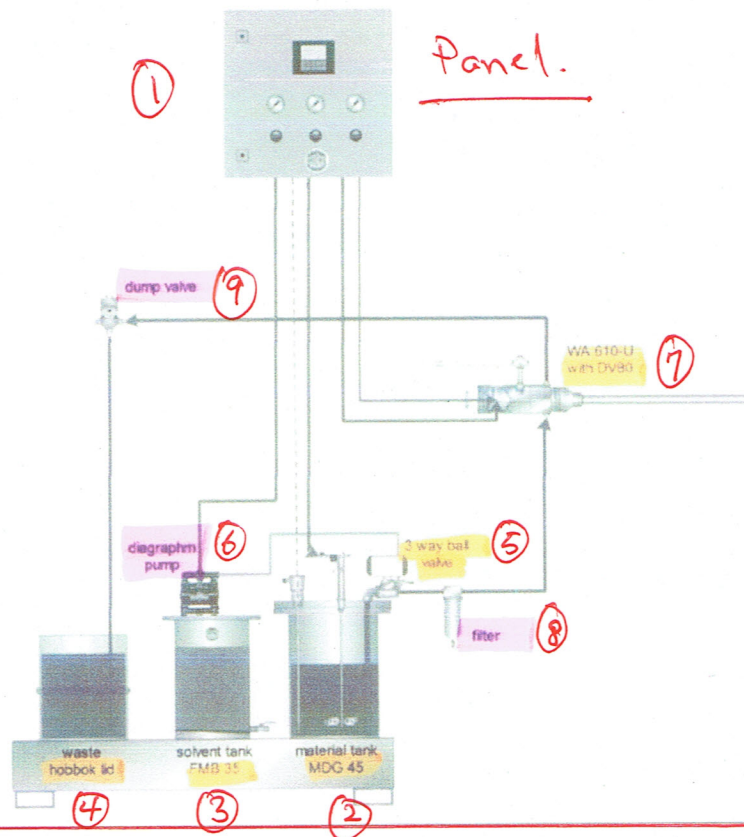 ① Panel.
dump valve ⑨
WA 610-U
with DV80
⑦
diagraphm
pump
⑥
3 way ball
valve
⑤
filter ⑧
waste
hobbok lid
solvent tank
FMB 35
material tank
MDG 45
④ ③ ②